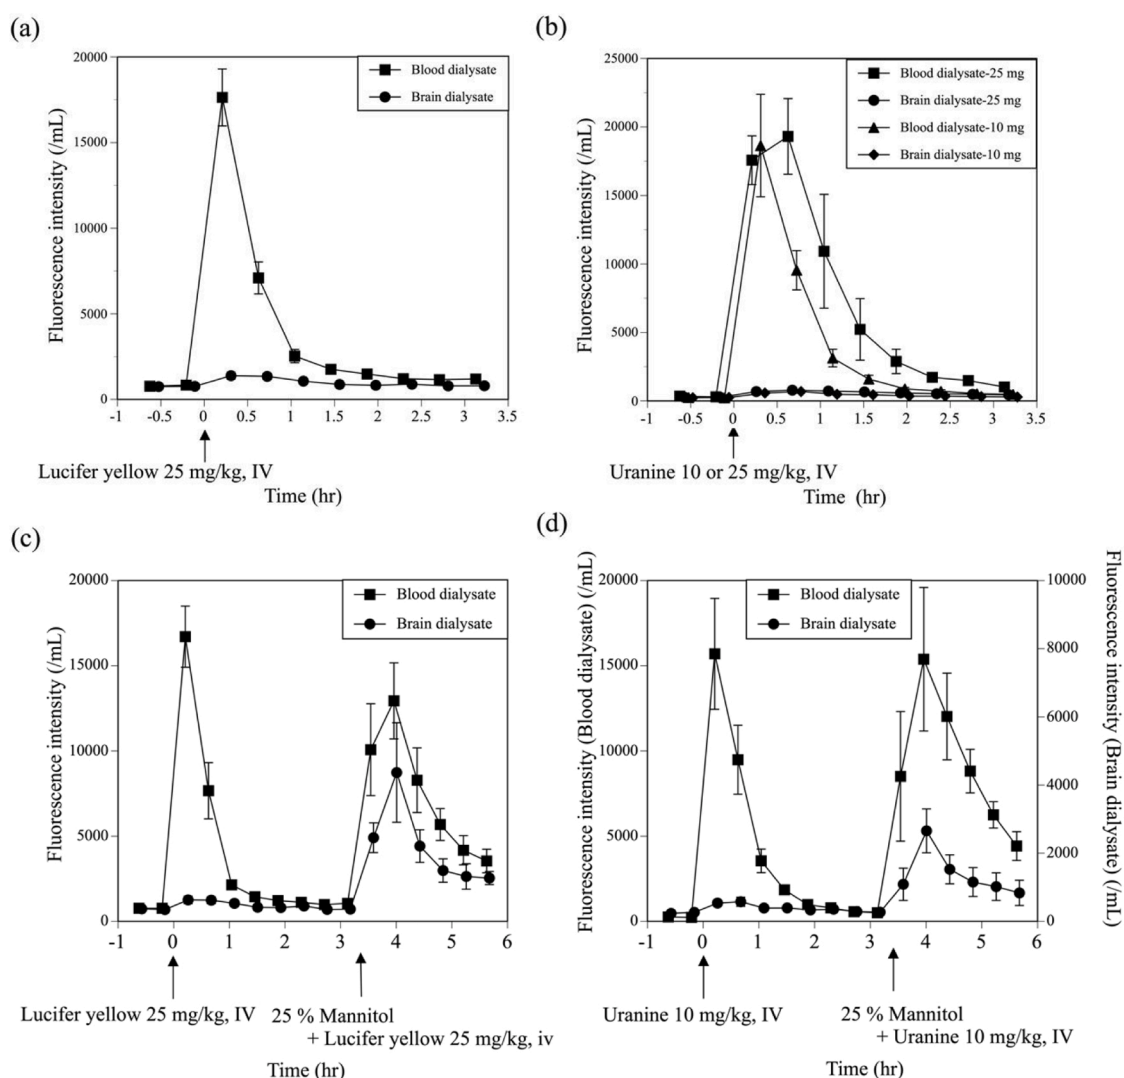 (a)
20000
15000
10000
5000
0
Fluorescence intensity (/mL)
Blood dialysate
Brain dialysate
-1 -0.5 0 0.5 1 1.5 2 2.5 3 3.5
Lucifer yellow 25 mg/kg, IV
Time (hr)
(b)
25000
20000
15000
10000
5000
0
Fluorescence intensity (/mL)
Blood dialysate-25 mg
Brain dialysate-25 mg
Blood dialysate-10 mg
Brain dialysate-10 mg
-1 -0.5 0 0.5 1 1.5 2 2.5 3 3.5
Uranine 10 or 25 mg/kg, IV
Time (hr)
(c)
20000
15000
10000
5000
0
Fluorescence intensity (/mL)
Blood dialysate
Brain dialysate
-1 0 1 2 3 4 5 6
Lucifer yellow 25 mg/kg, IV
25 % Mannitol
+ Lucifer yellow 25 mg/kg, iv
Time (hr)
(d)
20000
15000
10000
5000
0
Fluorescence intensity (Blood dialysate) (/mL)
Blood dialysate
Brain dialysate
10000
8000
6000
4000
2000
0
Fluorescence intensity (Brain dialysate) (/mL)
-1 0 1 2 3 4 5 6
Uranine 10 mg/kg, IV
25 % Mannitol
+ Uranine 10 mg/kg, IV
Time (hr)